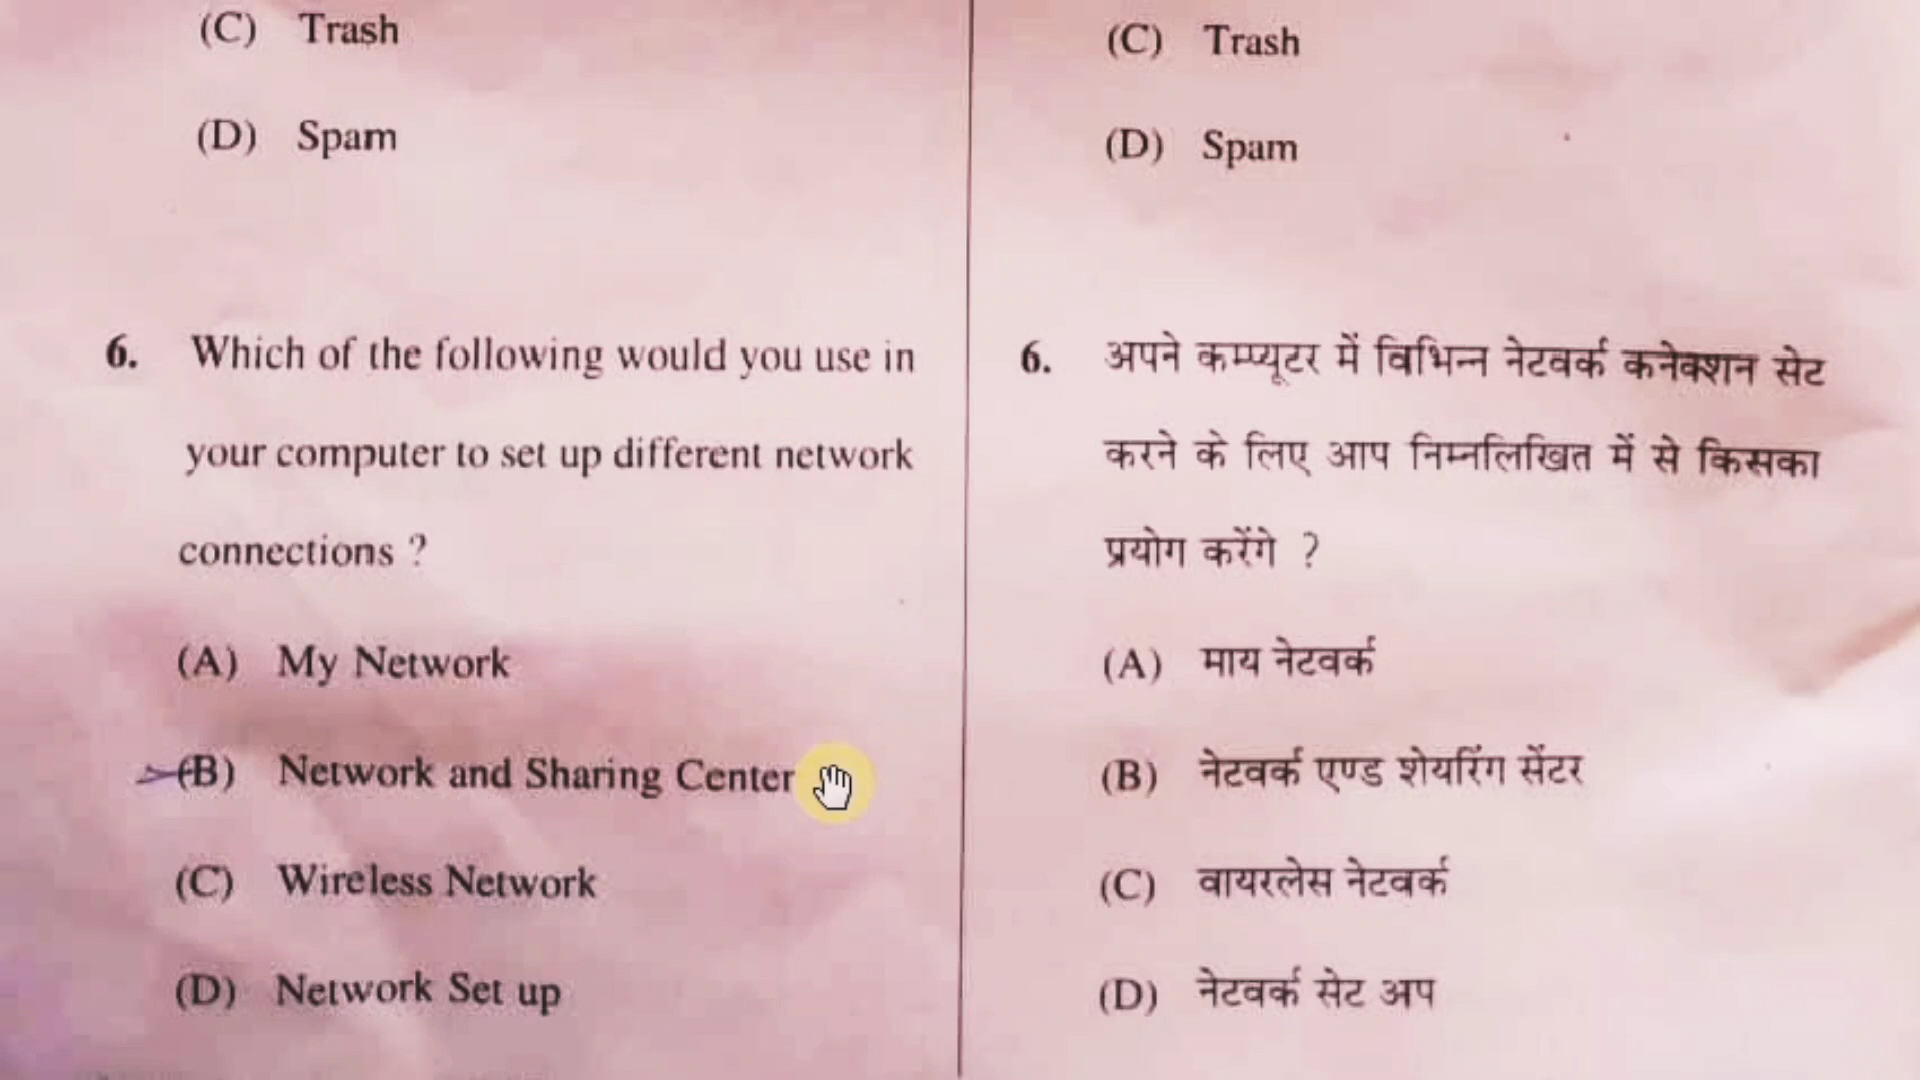 (C) Trash
(D) Spam
6. Which of the following would you use in
your computer to set up different network
connections ?
(A) My Network
(B) Network and Sharing Center
(C) Wireless Network
(D) Network Set up
(C) Trash
(D) Spam
6. अपने कम्प्यूटर में विभिन्न नेटवर्क कनेक्शन सेट
करने के लिए आप निम्नलिखित में से किसका
प्रयोग करेंगे ?
(A) माय नेटवर्क
(B) नेटवर्क एण्ड शेयरिंग सेंटर
(C) वायरलेस नेटवर्क
(D) नेटवर्क सेट अप